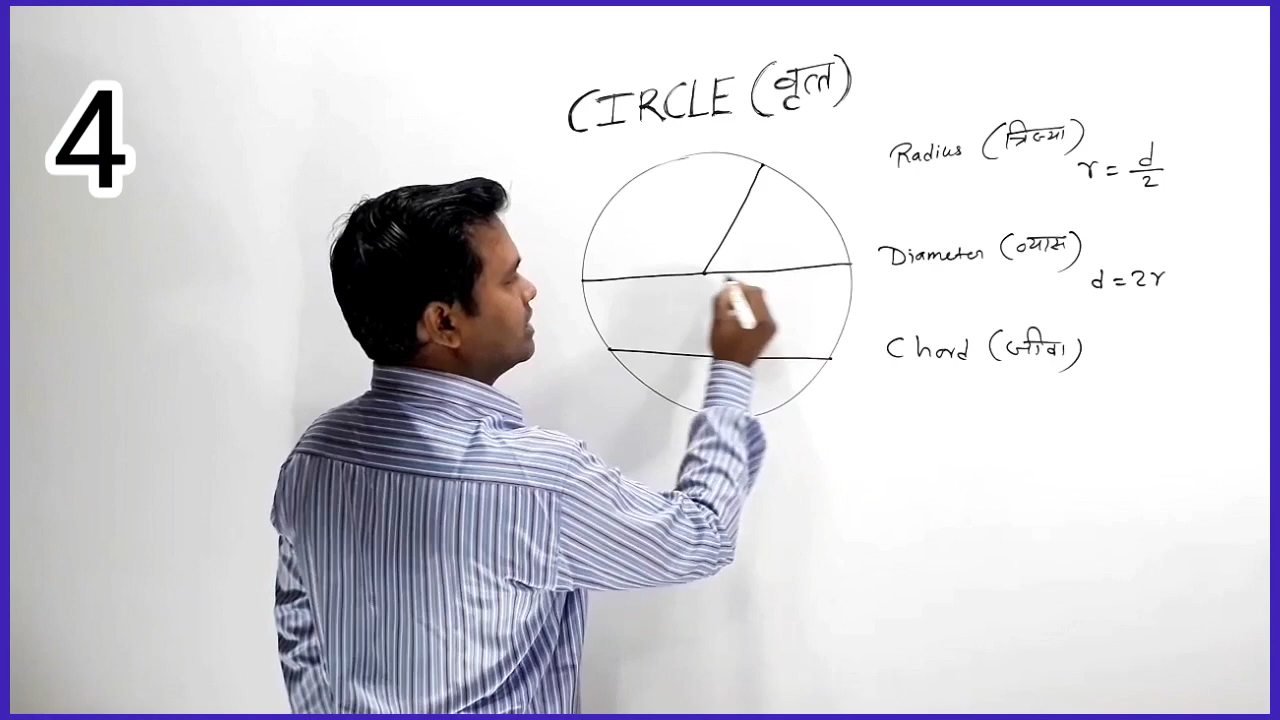 4
CIRCLE (वृत्त)
Radius (त्रिज्या)
r = d/2
Diameter (व्यास)
d = 2r
Chord (जीवा)